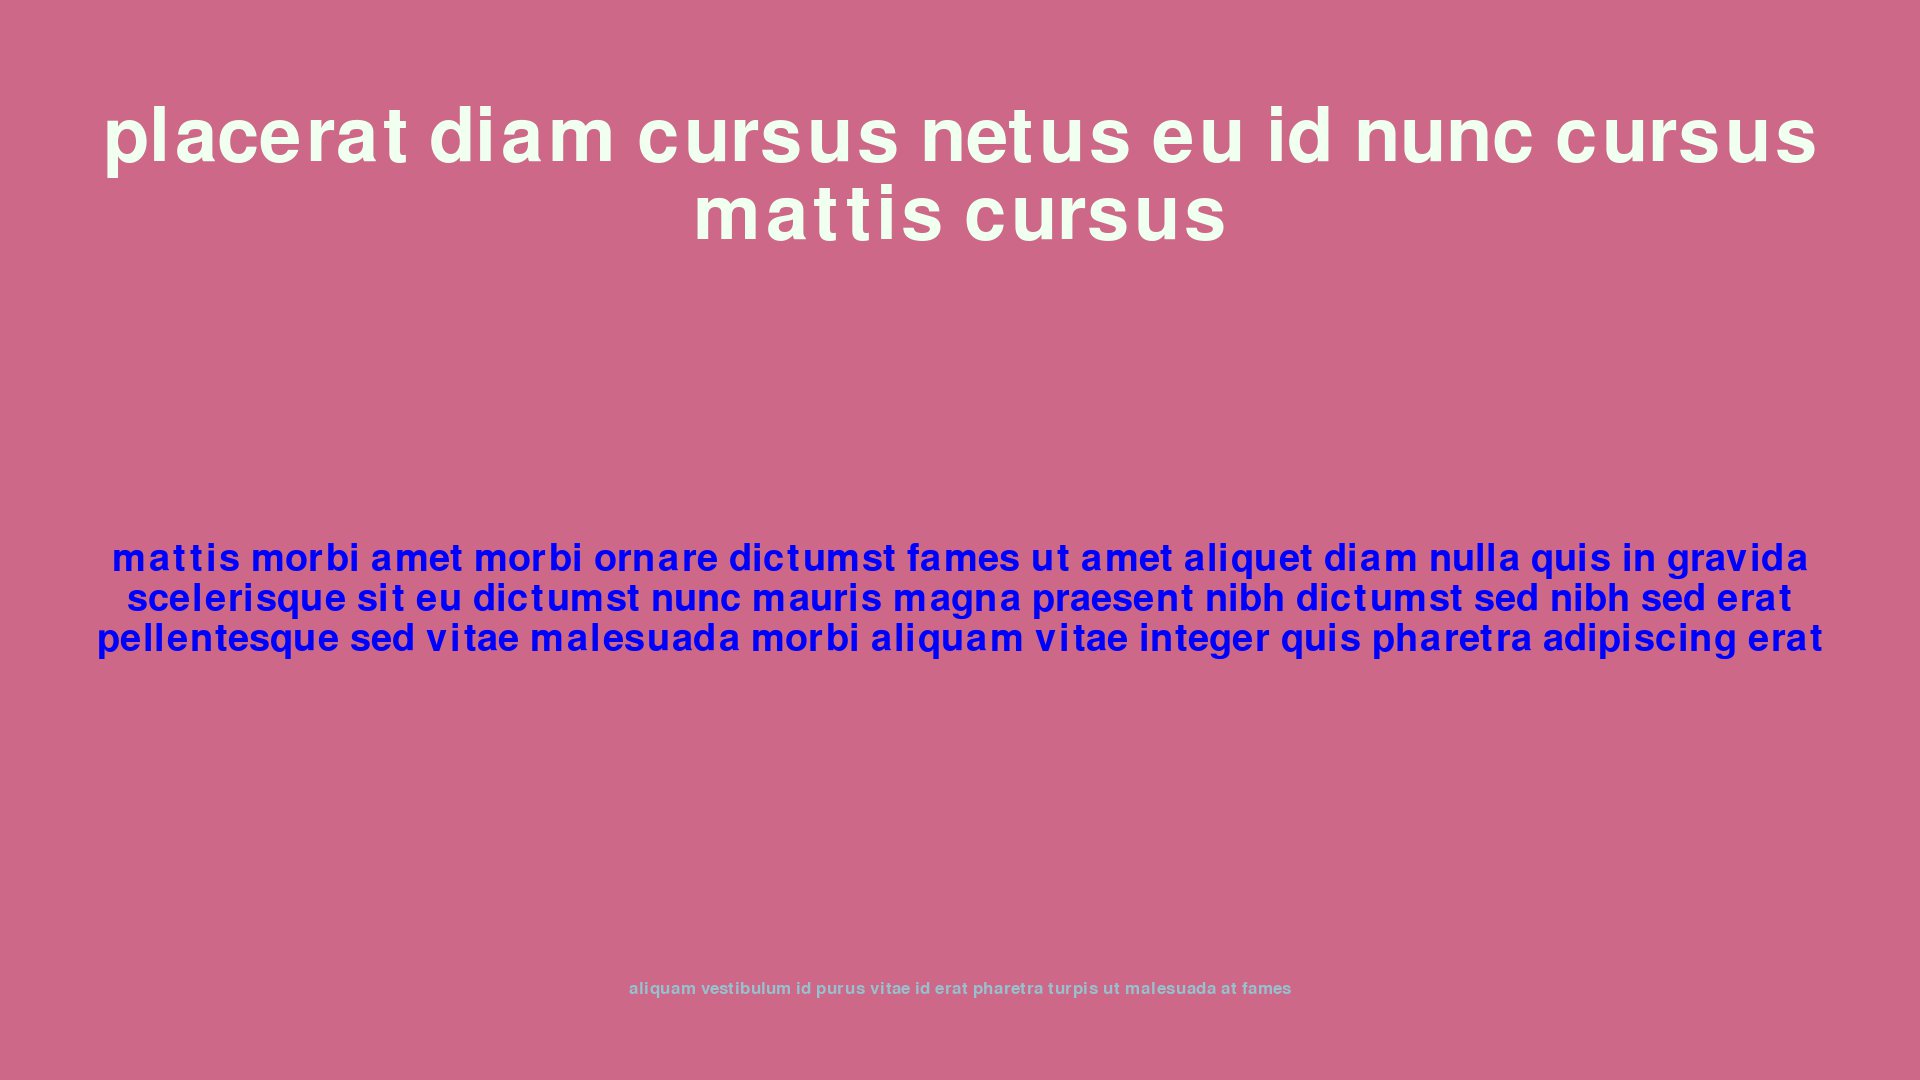 placerat diam cursus netus eu id nunc cursus
mattis cursus
mattis morbi amet morbi ornare dictumst fames ut amet aliquet diam nulla quis in gravida
scelerisque sit eu dictumst nunc mauris magna praesent nibh dictumst sed nibh sed erat
pellentesque sed vitae malesuada morbi aliquam vitae integer quis pharetra adipiscing erat
aliquam vestibulum id purus vitae id erat pharetra turpis ut malesuada at fames